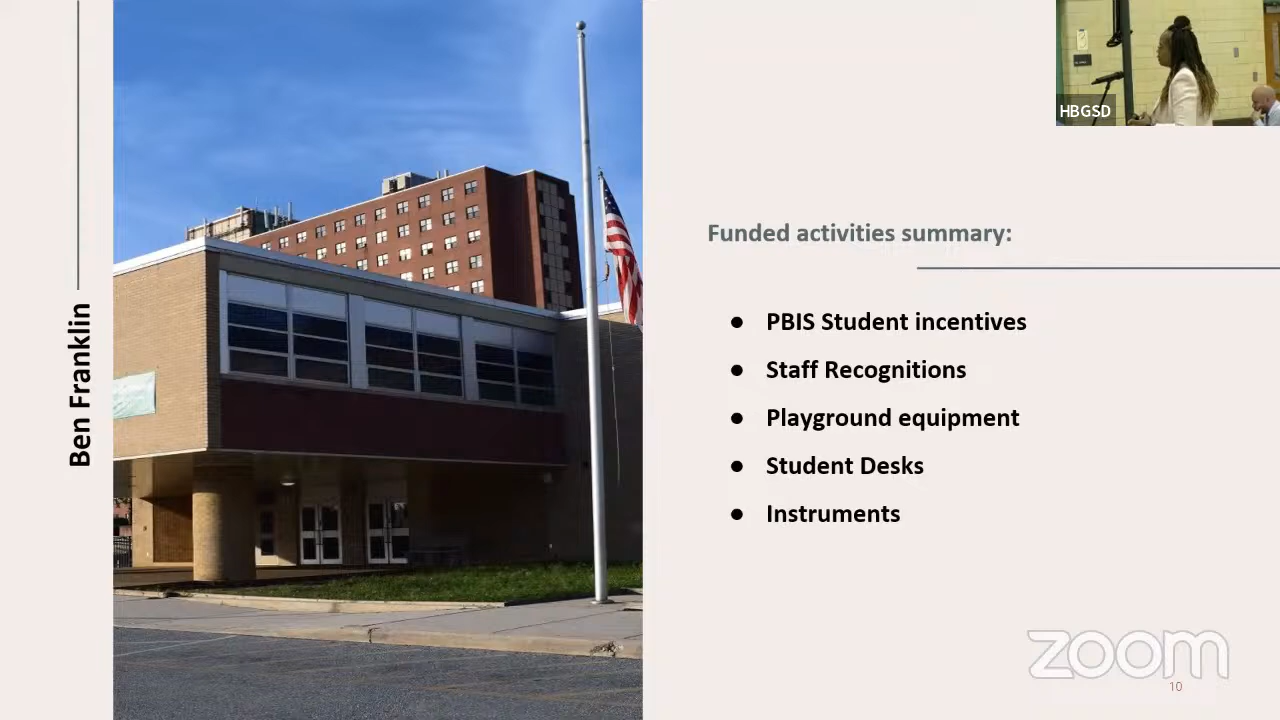 HBGSD
Ben Franklin
Funded activities summary:
● PBIS Student incentives
● Staff Recognitions
● Playground equipment
● Student Desks
● Instruments
zoom
10